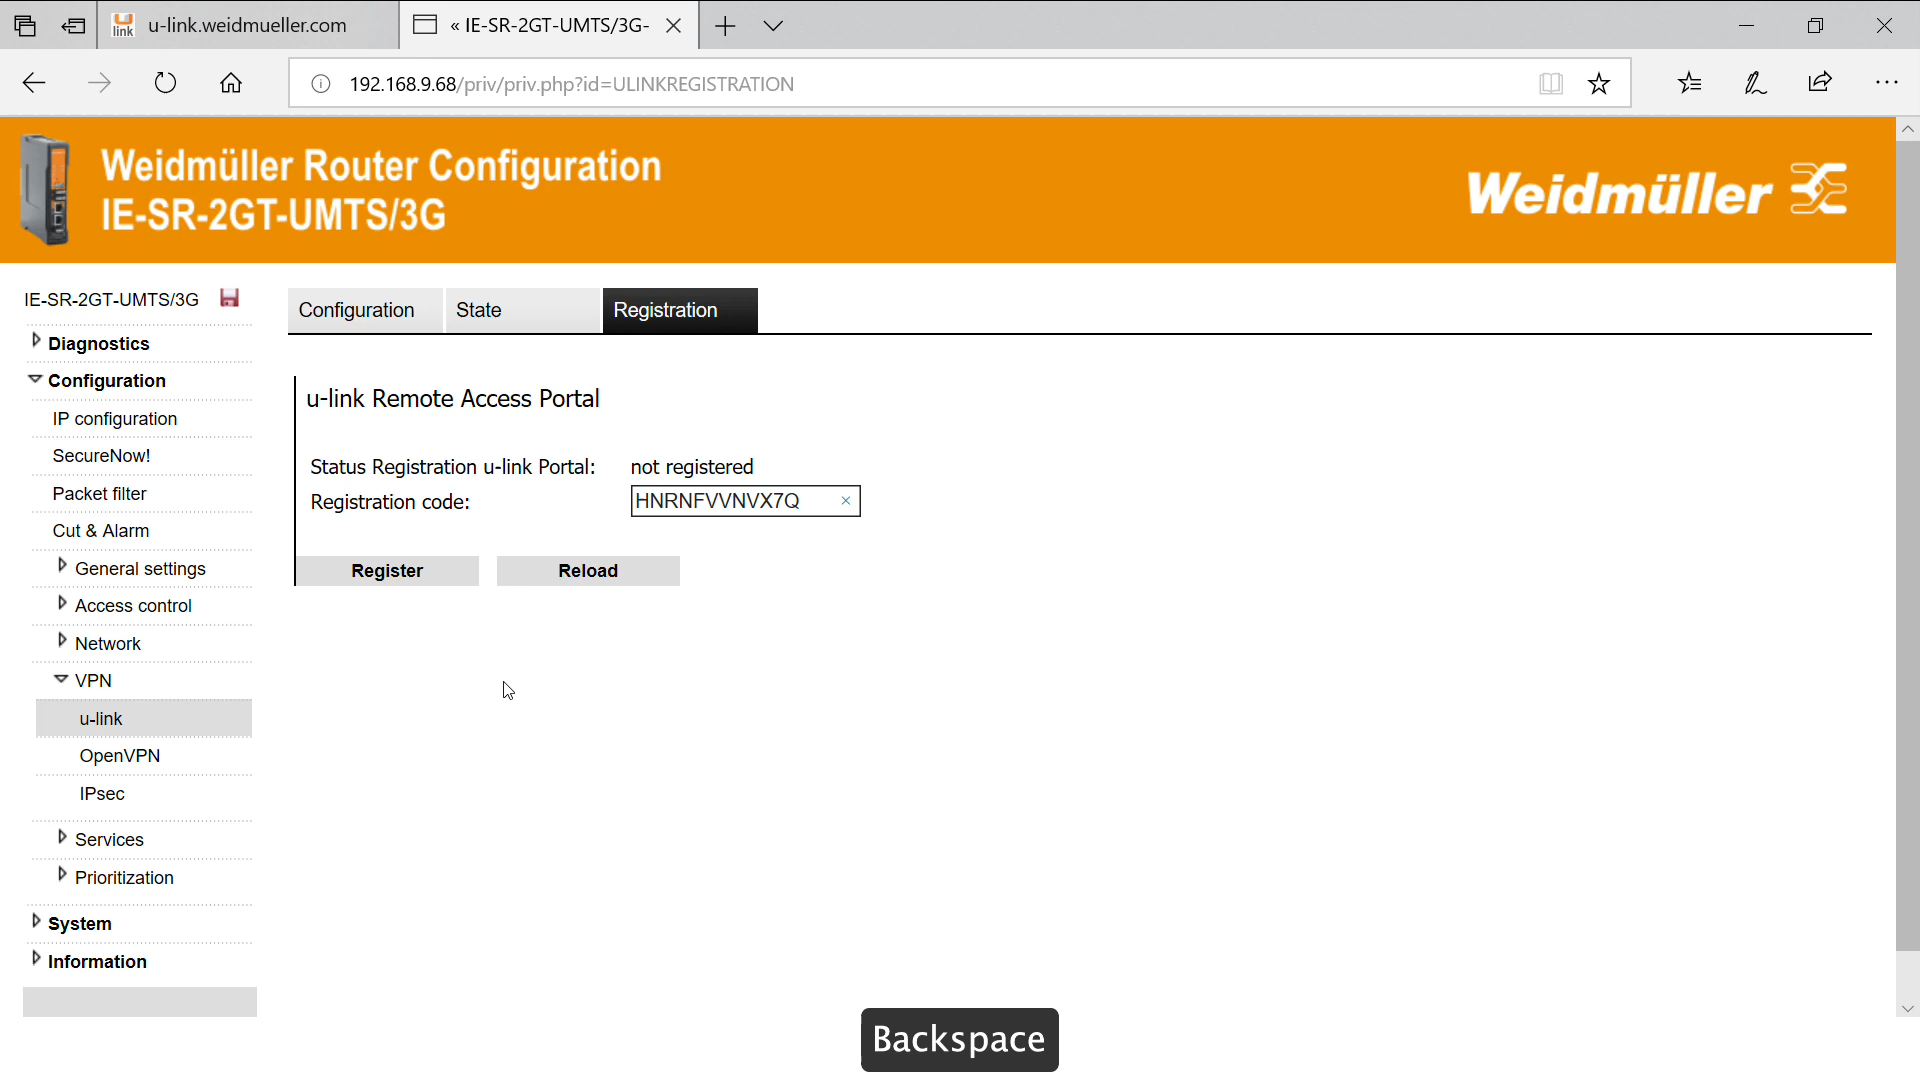 link
u-link.weidmueller.com
« IE-SR-2GT-UMTS/3G-
192.168.9.68/priv/priv.php?id=ULINKREGISTRATION
Weidmüller Router Configuration
IE-SR-2GT-UMTS/3G
Weidmüller
IE-SR-2GT-UMTS/3G
Configuration
State
Registration
Diagnostics
Configuration
IP configuration
SecureNow!
Packet filter
Cut & Alarm
General settings
Access control
Network
VPN
u-link
OpenVPN
IPsec
Services
Prioritization
System
Information
u-link Remote Access Portal
Status Registration u-link Portal: not registered
Registration code: HNRNFVVNVX7Q
Register
Reload
Backspace